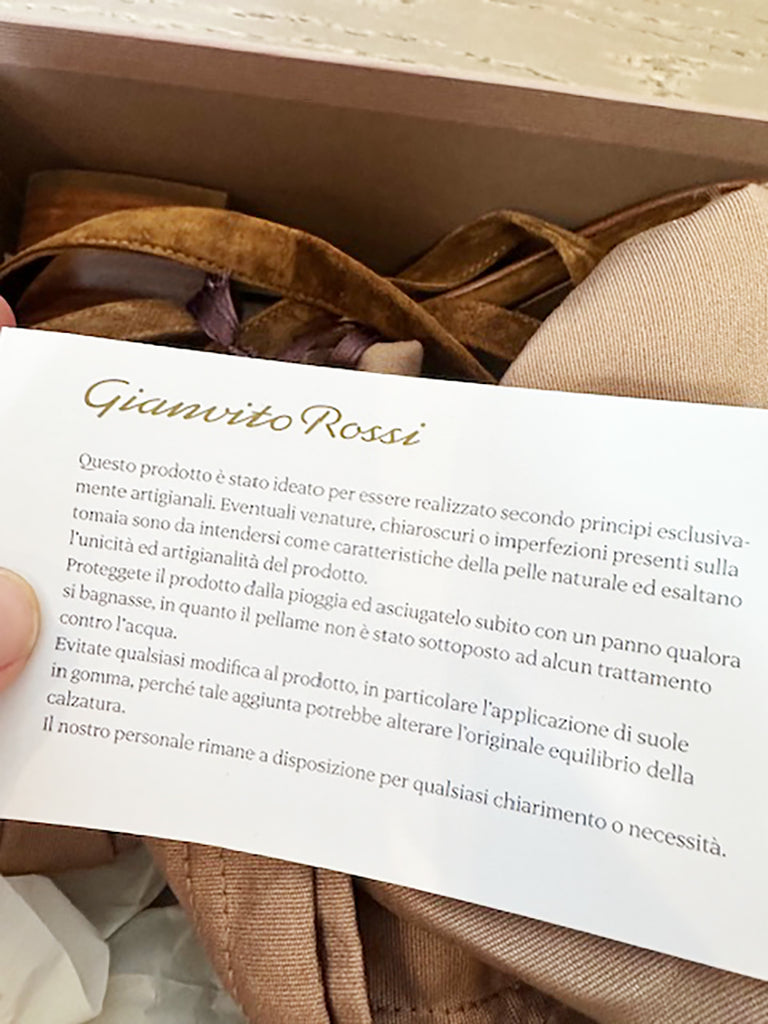 Gianvito Rossi
Questo prodotto è stato ideato per essere realizzato secondo principi esclusiva-
mente artigianali. Eventuali venature, chiaroscuri o imperfezioni presenti sulla
tomaia sono da intendersi come caratteristiche della pelle naturale ed esaltano
l'unicità ed artigianalità del prodotto.
Proteggete il prodotto dalla pioggia ed asciugatelo subito con un panno qualora
si bagnasse, in quanto il pellame non è stato sottoposto ad alcun trattamento
contro l'acqua.
Evitate qualsiasi modifica al prodotto, in particolare l'applicazione di suole
in gomma, perché tale aggiunta potrebbe alterare l'originale equilibrio della
calzatura.
Il nostro personale rimane a disposizione per qualsiasi chiarimento o necessità.